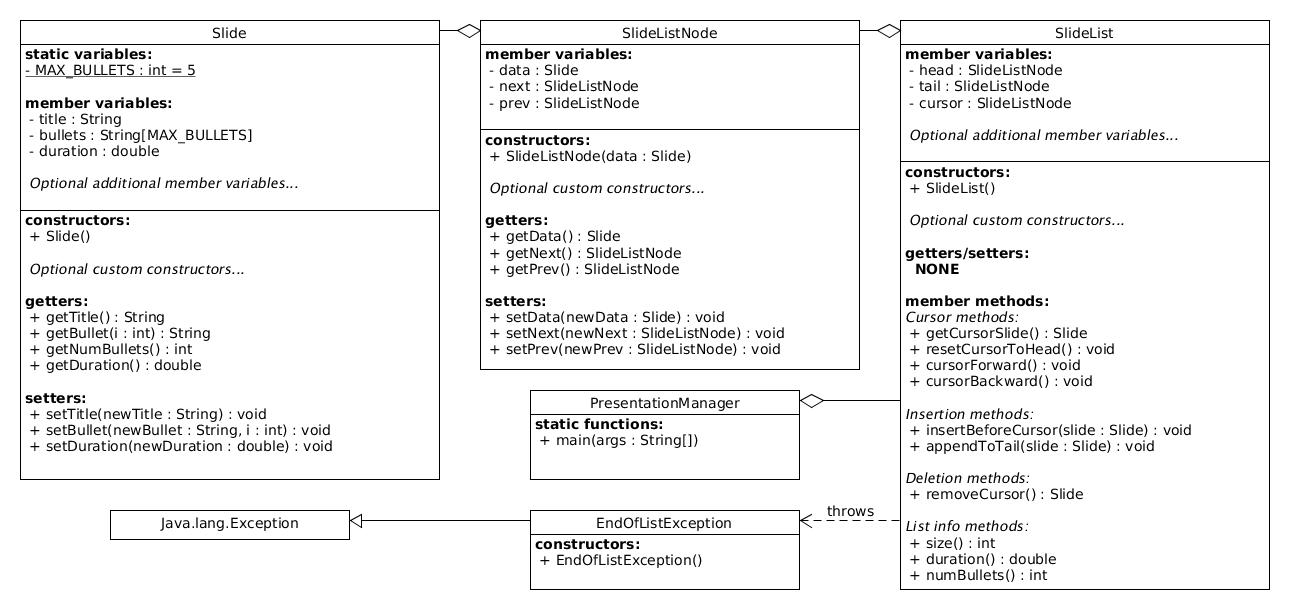 Slide
static variables:
- MAX_BULLETS : int = 5
member variables:
- title : String
- bullets : String[MAX_BULLETS]
- duration : double
Optional additional member variables...
constructors:
+ Slide()
Optional custom constructors...
getters:
+ getTitle() : String
+ getBullet(i : int) : String
+ getNumBullets() : int
+ getDuration() : double
setters:
+ setTitle(newTitle : String) : void
+ setBullet(newBullet : String, i : int) : void
+ setDuration(newDuration : double) : void
SlideListNode
member variables:
- data : Slide
- next : SlideListNode
- prev : SlideListNode
constructors:
+ SlideListNode(data : Slide)
Optional custom constructors...
getters:
+ getData() : Slide
+ getNext() : SlideListNode
+ getPrev() : SlideListNode
setters:
+ setData(newData : Slide) : void
+ setNext(newNext : SlideListNode) : void
+ setPrev(newPrev : SlideListNode) : void
SlideList
member variables:
- head : SlideListNode
- tail : SlideListNode
- cursor : SlideListNode
Optional additional member variables...
constructors:
+ SlideList()
Optional custom constructors...
getters/setters:
NONE
member methods:
Cursor methods:
+ getCursorSlide() : Slide
+ resetCursorToHead() : void
+ cursorForward() : void
+ cursorBackward() : void
Insertion methods:
+ insertBeforeCursor(slide : Slide) : void
+ appendToTail(slide : Slide) : void
Deletion methods:
+ removeCursor() : Slide
List info methods:
+ size() : int
+ duration() : double
+ numBullets() : int
PresentationManager
static functions:
+ main(args : String[])
Java.lang.Exception
EndOfListException
constructors:
+ EndOfListException()
throws